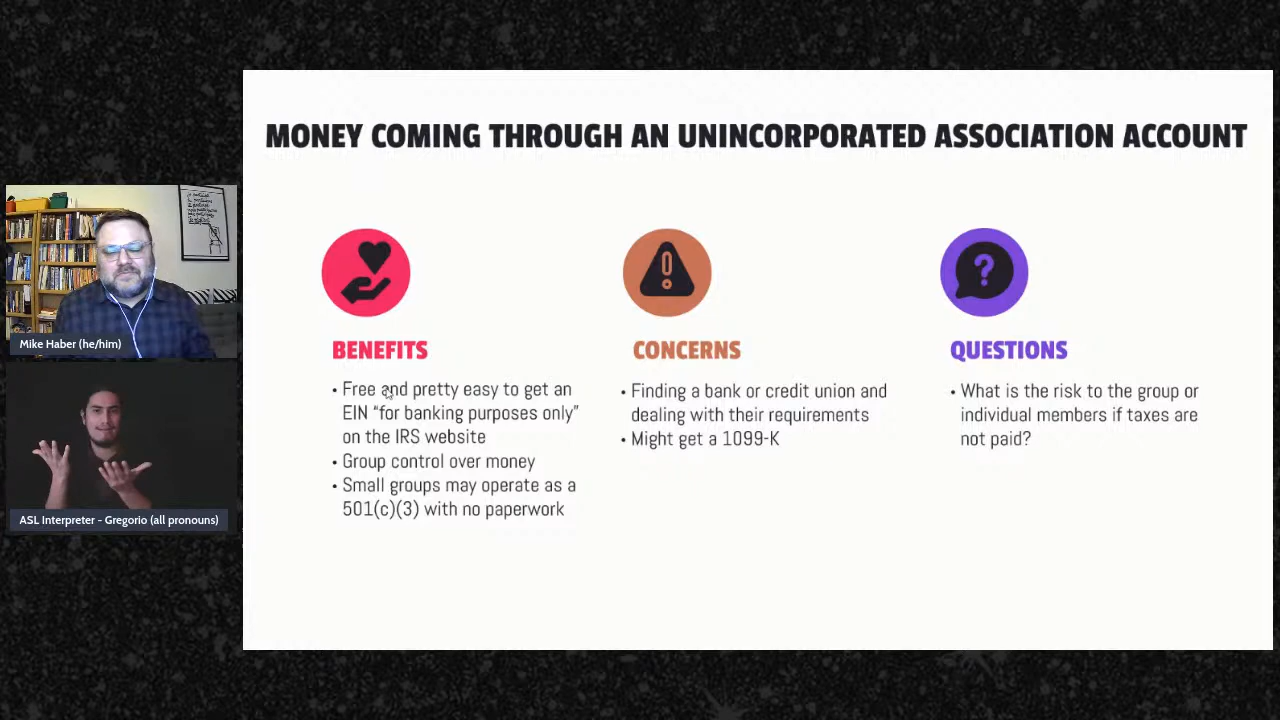 MONEY COMING THROUGH AN UNINCORPORATED ASSOCIATION ACCOUNT
BENEFITS
• Free and pretty easy to get an
EIN “for banking purposes only”
on the IRS website
• Group control over money
• Small groups may operate as a
501(c)(3) with no paperwork
CONCERNS
• Finding a bank or credit union and
dealing with their requirements
• Might get a 1099-K
QUESTIONS
• What is the risk to the group or
individual members if taxes are
not paid?
Mike Haber (he/him)
ASL Interpreter - Gregorio (all pronouns)